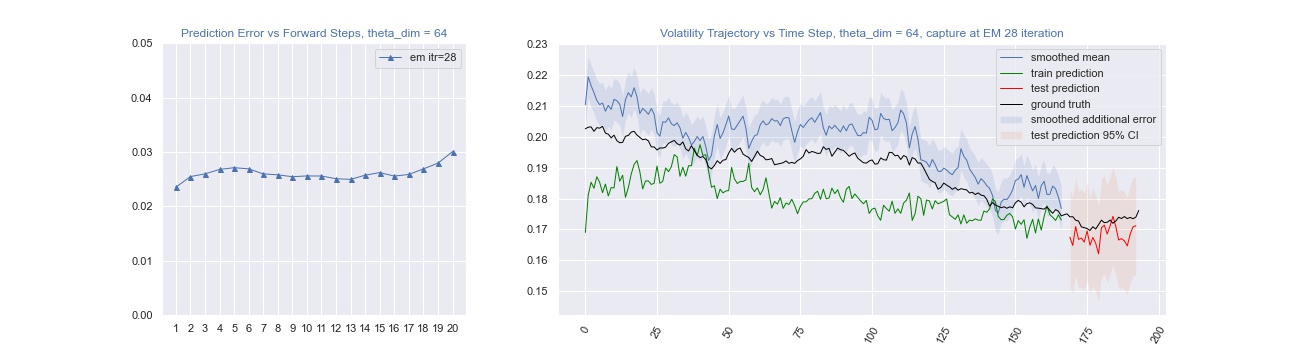 Prediction Error vs Forward Steps, theta_dim = 64
0.05
0.04
0.03
0.02
0.01
0.00
em itr=28
1 2 3 4 5 6 7 8 9 10 11 12 13 14 15 16 17 18 19 20
Volatility Trajectory vs Time Step, theta_dim = 64, capture at EM 28 iteration
0.23
0.22
0.21
0.20
0.19
0.18
0.17
0.16
0.15
smoothed mean
train prediction
test prediction
ground truth
smoothed additional error
test prediction 95% CI
0 25 50 75 100 125 150 175 200